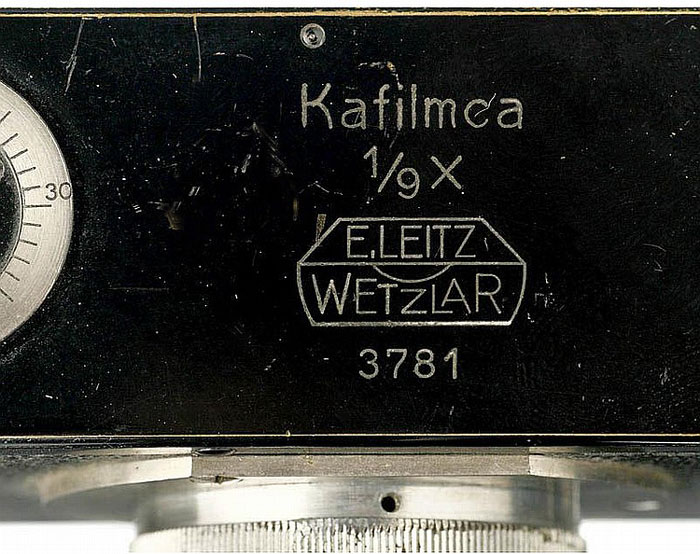 Kafilmca
1/9 X
E. LEITZ
WETZLAR
3781
30